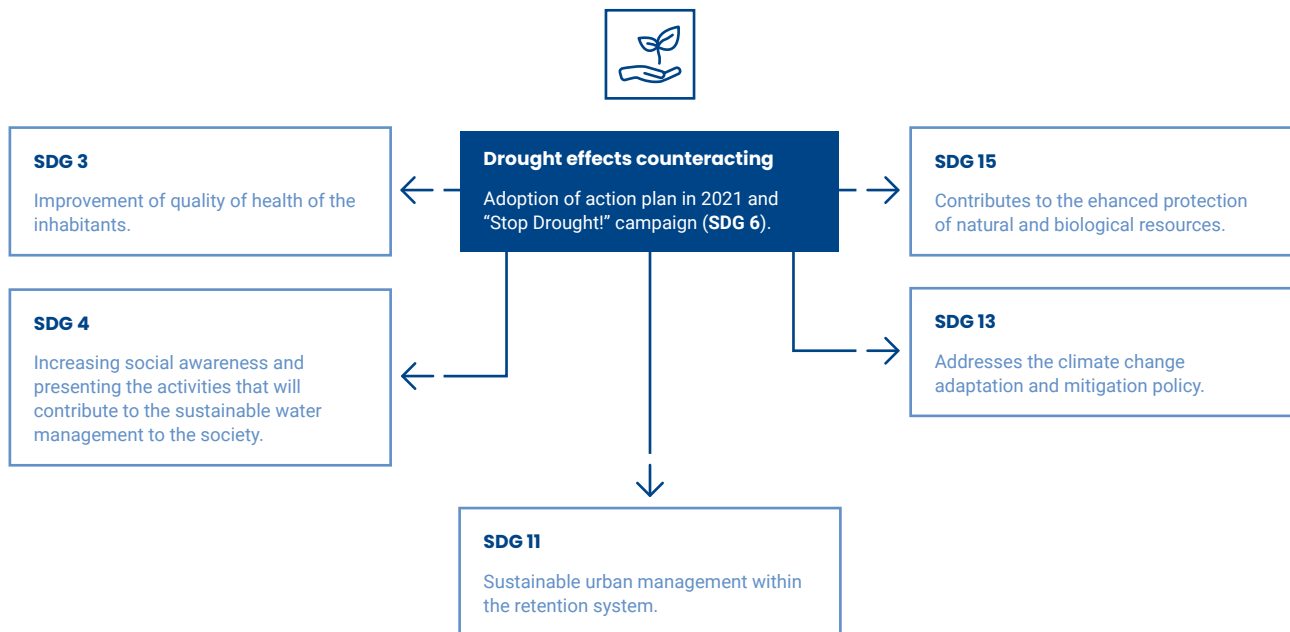 Drought effects counteracting
Adoption of action plan in 2021 and
“Stop Drought!” campaign (SDG 6).
SDG 3
Improvement of quality of health of the
inhabitants.
SDG 4
Increasing social awareness and
presenting the activities that will
contribute to the sustainable water
management to the society.
SDG 15
Contributes to the ehanced protection
of natural and biological resources.
SDG 13
Addresses the climate change
adaptation and mitigation policy.
SDG 11
Sustainable urban management within
the retention system.